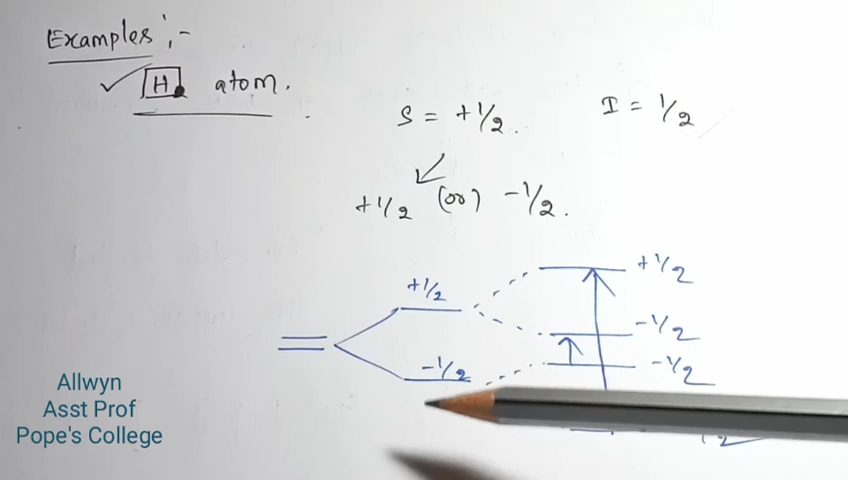 Examples :-
✓ H atom.
S = +1/2. I = 1/2
+1/2 (or) -1/2.
+1/2
+1/2
-1/2
-1/2
-1/2
Allwyn
Asst Prof
Pope's College